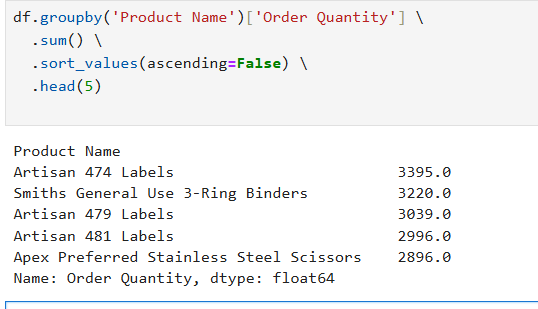 df.groupby('Product Name')['Order Quantity'] \
  .sum() \
  .sort_values(ascending=False) \
  .head(5)
Product Name
Artisan 474 Labels                          3395.0
Smiths General Use 3-Ring Binders           3220.0
Artisan 479 Labels                          3039.0
Artisan 481 Labels                          2996.0
Apex Preferred Stainless Steel Scissors     2896.0
Name: Order Quantity, dtype: float64